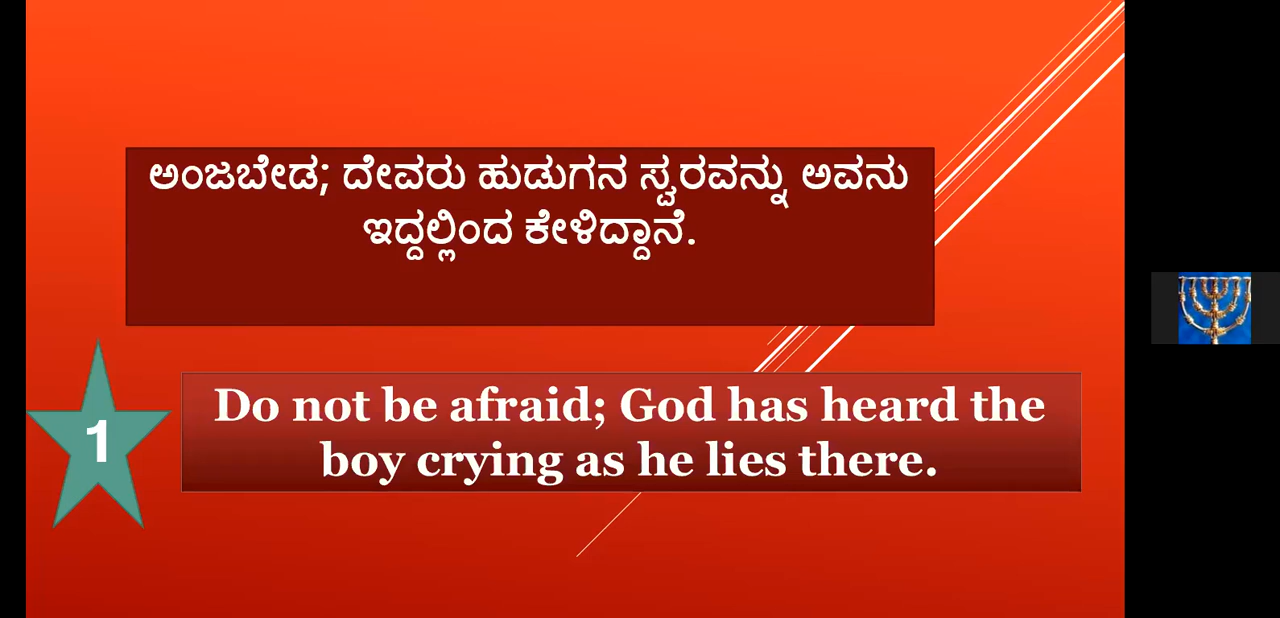 ಅಂಜಬೇಡ; ದೇವರು ಹುಡುಗನ ಸ್ವರವನ್ನು ಅವನು
ಇದ್ದಲ್ಲಿಂದ ಕೇಳಿದ್ದಾನೆ.
1
Do not be afraid; God has heard the
boy crying as he lies there.